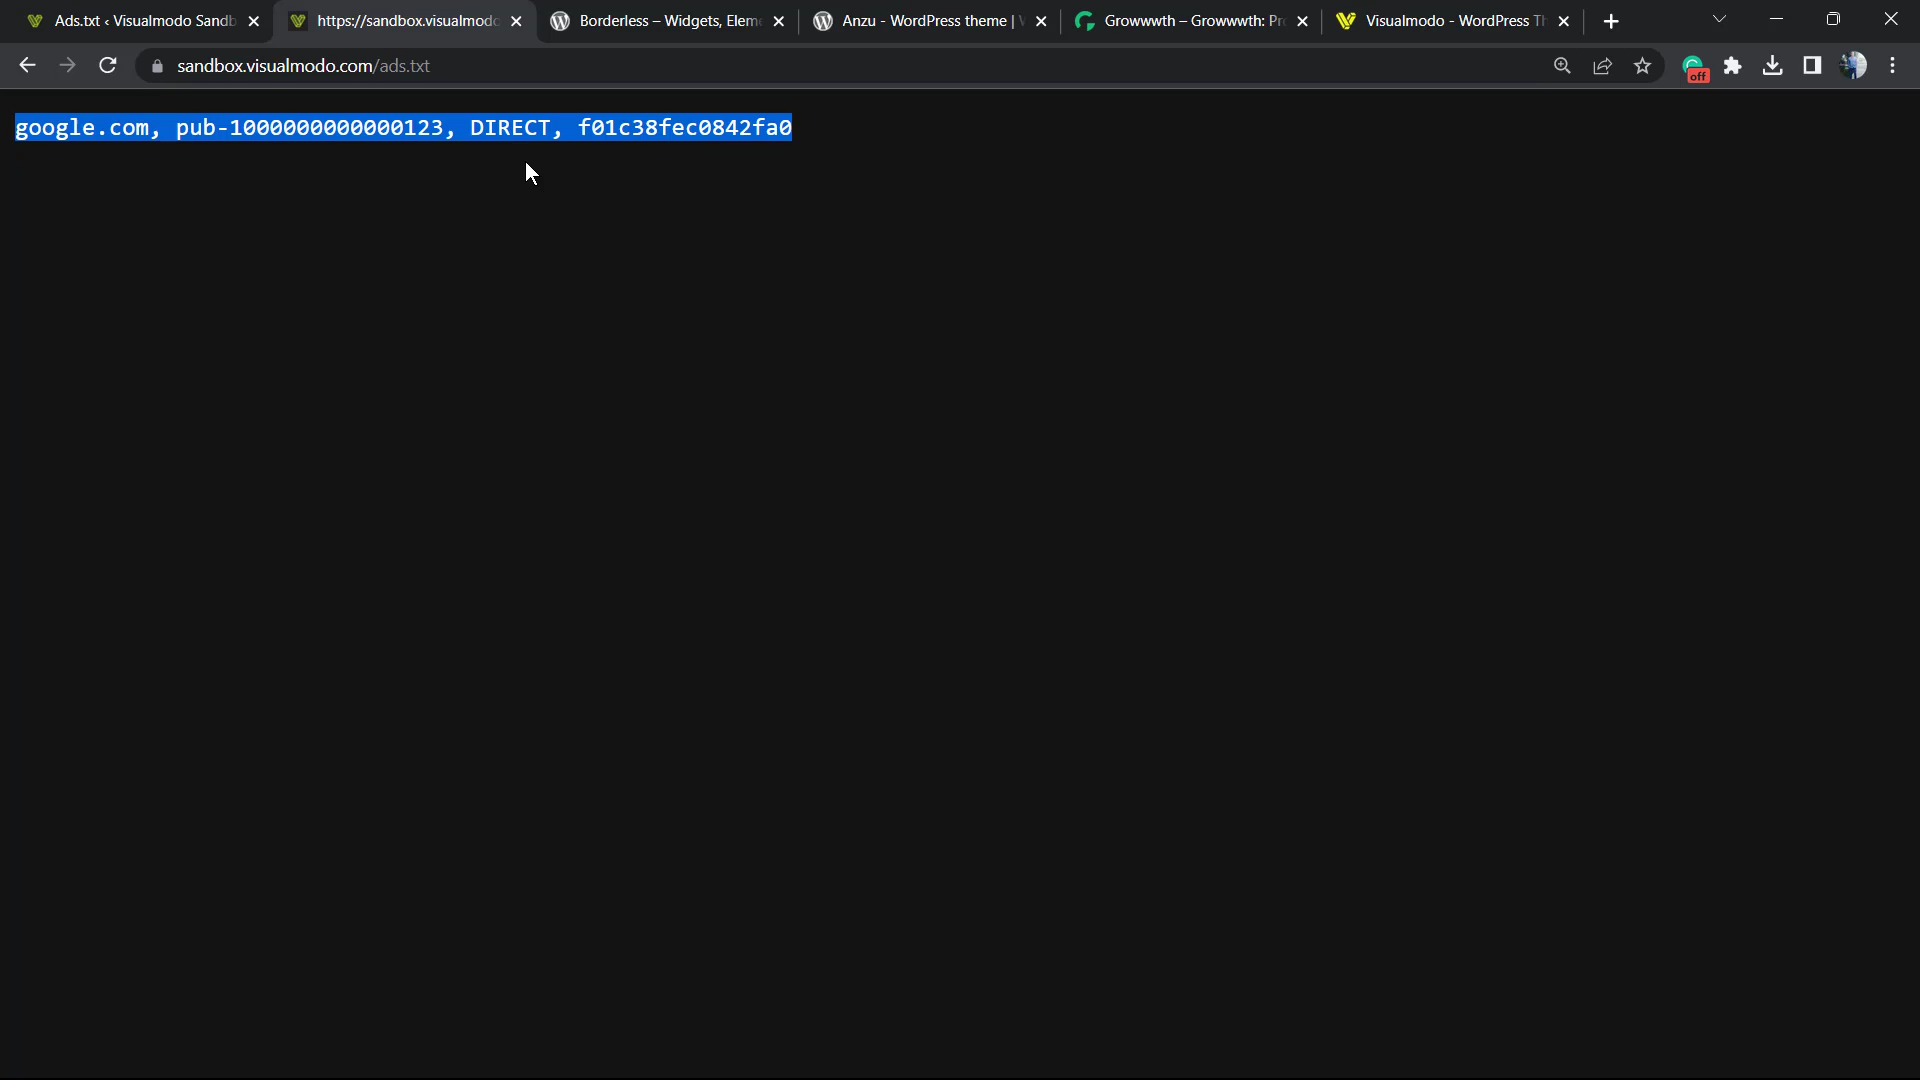 Ads.txt ‹ Visualmodo Sandb
https://sandbox.visualmodo
Borderless – Widgets, Eleme
Anzu - WordPress theme |
Growwwth – Growwwth: Pr
Visualmodo - WordPress Th
sandbox.visualmodo.com/ads.txt
off
google.com, pub-1000000000000123, DIRECT, f01c38fec0842fa0